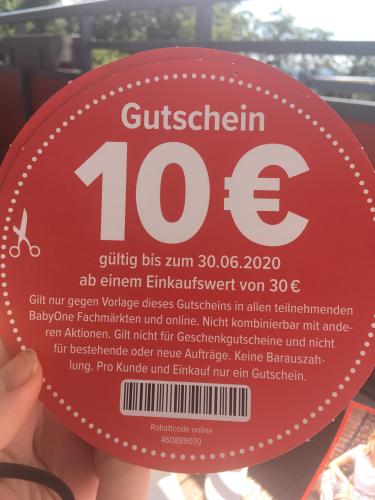 Gutschein
10€
gültig bis zum 30.06.2020
ab einem Einkaufswert von 30€
Gilt nur gegen Vorlage dieses Gutscheins in allen teilnehmenden
BabyOne Fachmärkten und online. Nicht kombinierbar mit ande-
ren Aktionen. Gilt nicht für Geschenkgutscheine und nicht
für bestehende oder neue Aufträge. Keine Barauszah-
lung. Pro Kunde und Einkauf nur ein Gutschein.
Rabattcode online
460889070